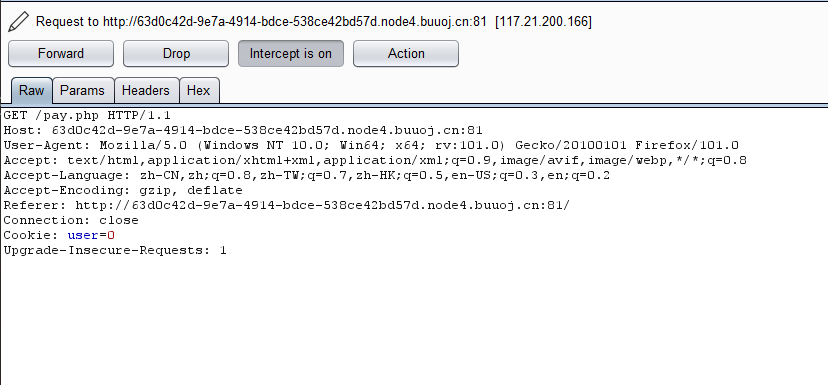 Request to http://63d0c42d-9e7a-4914-bdce-538ce42bd57d.node4.buuoj.cn:81 [117.21.200.166]
Forward Drop Intercept is on Action
Raw Params Headers Hex
GET /pay.php HTTP/1.1
Host: 63d0c42d-9e7a-4914-bdce-538ce42bd57d.node4.buuoj.cn:81
User-Agent: Mozilla/5.0 (Windows NT 10.0; Win64; x64; rv:101.0) Gecko/20100101 Firefox/101.0
Accept: text/html,application/xhtml+xml,application/xml;q=0.9,image/avif,image/webp,*/*;q=0.8
Accept-Language: zh-CN,zh;q=0.8,zh-TW;q=0.7,zh-HK;q=0.5,en-US;q=0.3,en;q=0.2
Accept-Encoding: gzip, deflate
Referer: http://63d0c42d-9e7a-4914-bdce-538ce42bd57d.node4.buuoj.cn:81/
Connection: close
Cookie: user=0
Upgrade-Insecure-Requests: 1